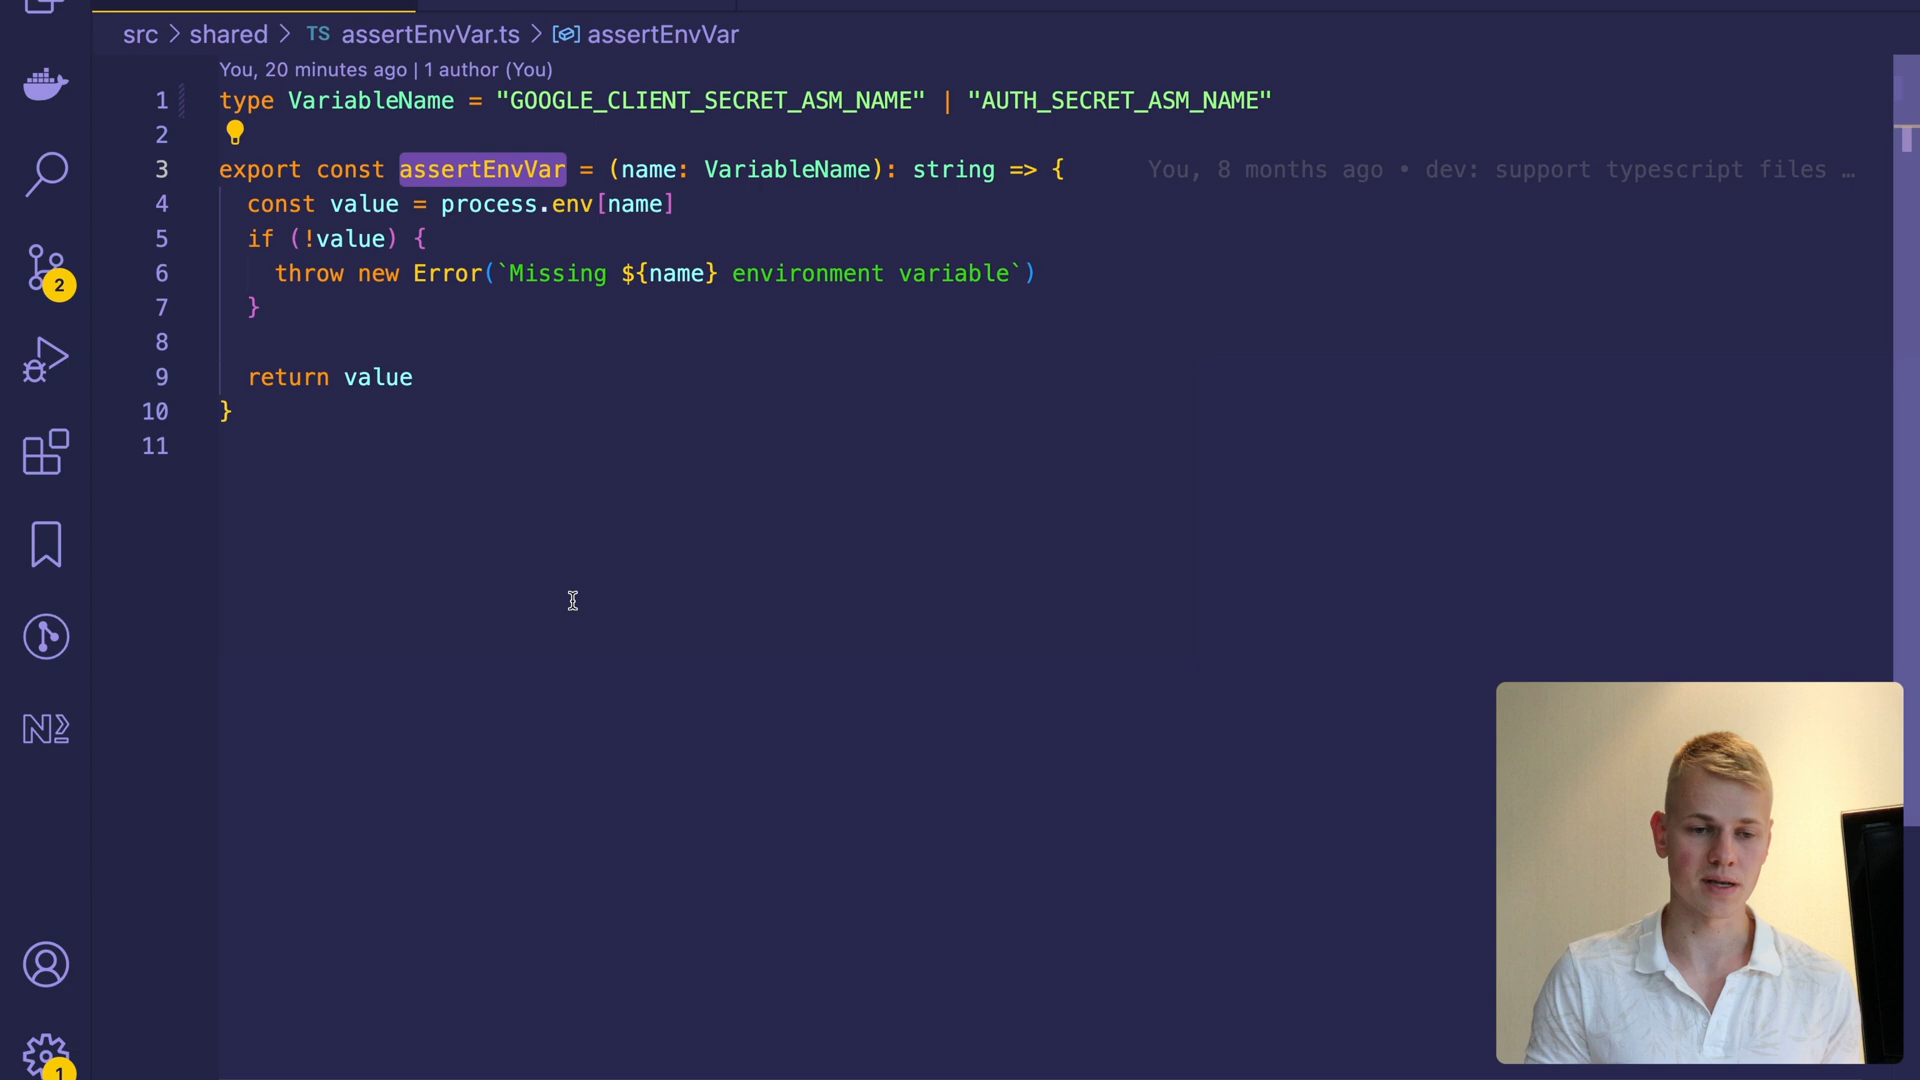 src > shared > TS assertEnvVar.ts > assertEnvVar
You, 20 minutes ago | 1 author (You)
1 type VariableName = "GOOGLE_CLIENT_SECRET_ASM_NAME" | "AUTH_SECRET_ASM_NAME"
2
3 export const assertEnvVar = (name: VariableName): string => { You, 8 months ago • dev: support typescript files …
4 const value = process.env[name]
5 if (!value) {
6 throw new Error(`Missing ${name} environment variable`)
7 }
8
9 return value
10 }
11
2
1